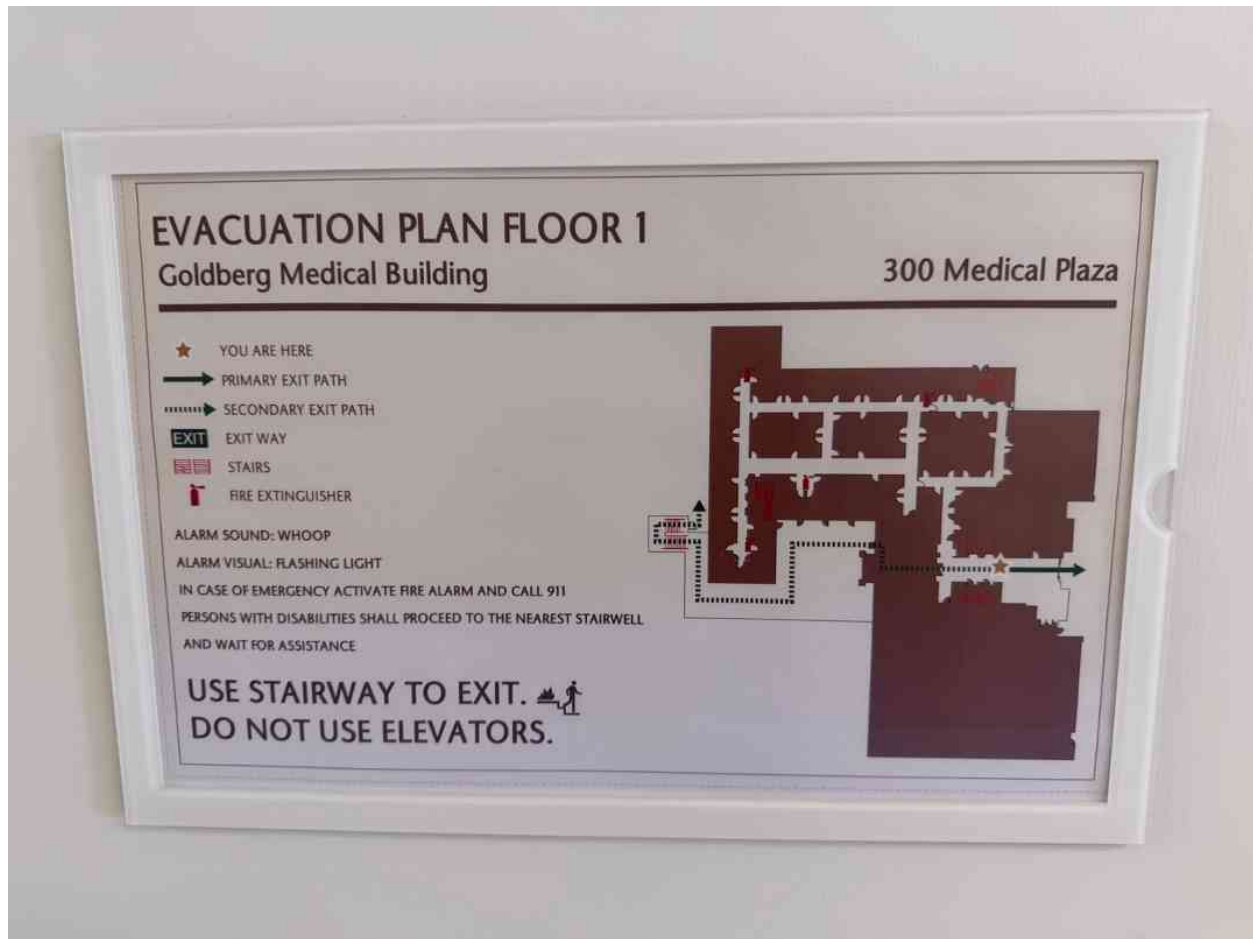 EVACUATION PLAN FLOOR 1
Goldberg Medical Building
300 Medical Plaza
YOU ARE HERE
PRIMARY EXIT PATH
SECONDARY EXIT PATH
EXIT EXIT WAY
STAIRS
FIRE EXTINGUISHER
ALARM SOUND: WHOOP
ALARM VISUAL: FLASHING LIGHT
IN CASE OF EMERGENCY ACTIVATE FIRE ALARM AND CALL 911
PERSONS WITH DISABILITIES SHALL PROCEED TO THE NEAREST STAIRWELL
AND WAIT FOR ASSISTANCE
USE STAIRWAY TO EXIT.
DO NOT USE ELEVATORS.